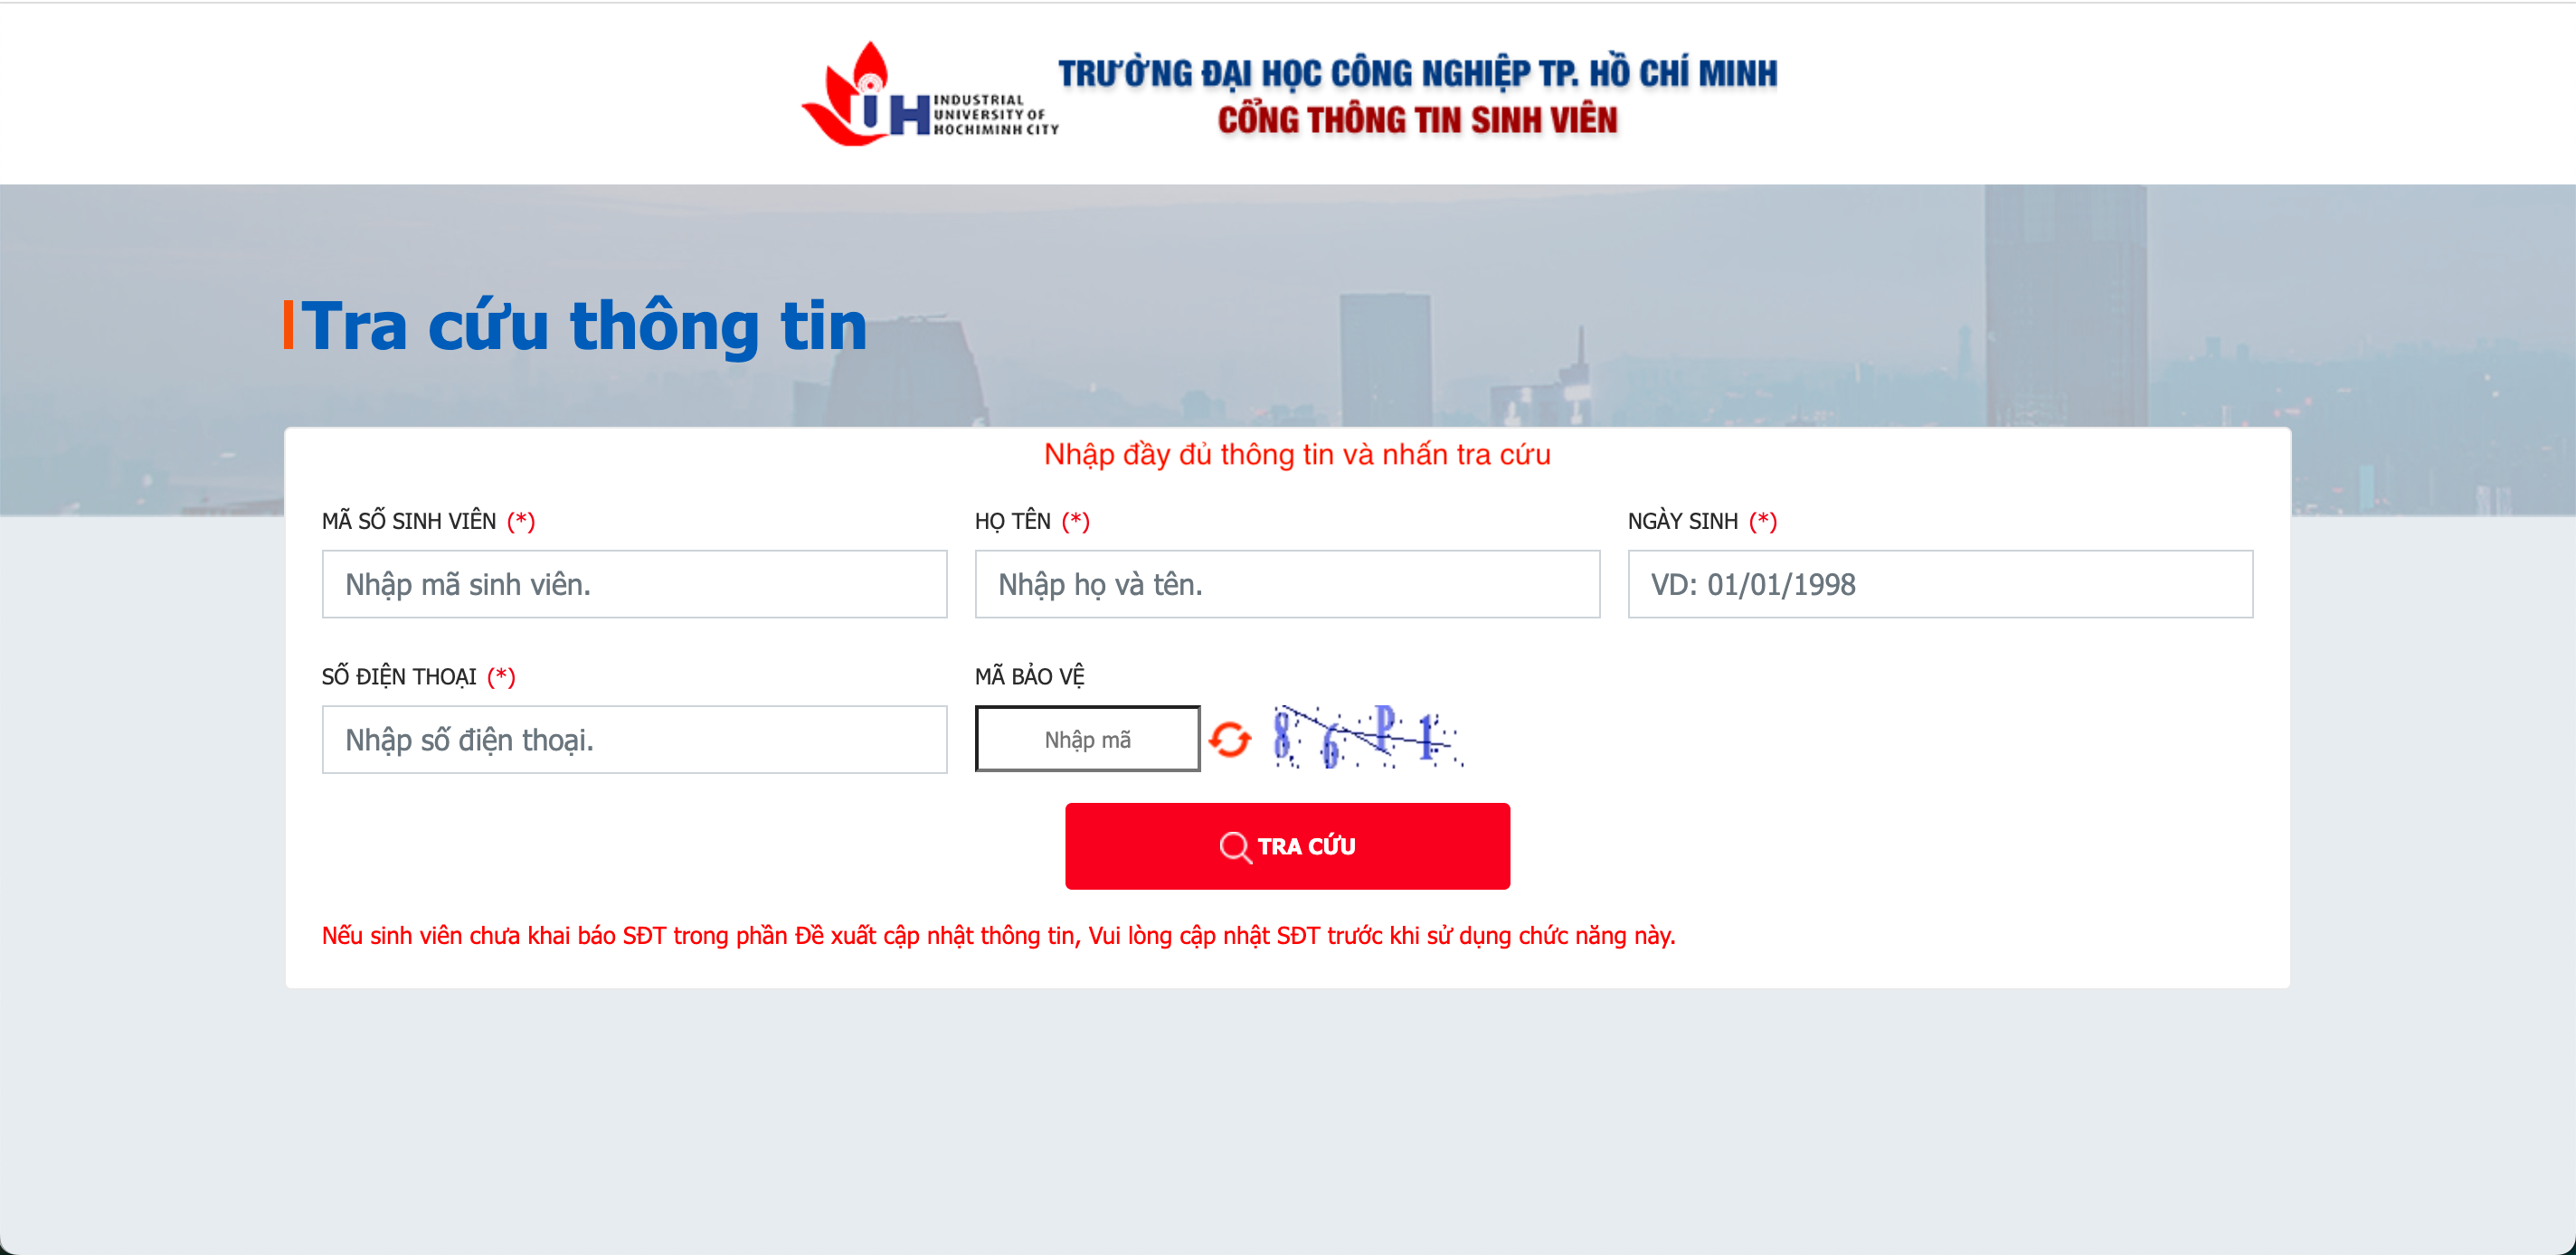 INDUSTRIAL
UNIVERSITY OF
HOCHIMINH CITY
IUH
TRƯỜNG ĐẠI HỌC CÔNG NGHIỆP TP. HỒ CHÍ MINH
CỔNG THÔNG TIN SINH VIÊN
Tra cứu thông tin
Nhập đầy đủ thông tin và nhấn tra cứu
MÃ SỐ SINH VIÊN (*)
Nhập mã sinh viên.
HỌ TÊN (*)
Nhập họ và tên.
NGÀY SINH (*)
VD: 01/01/1998
SỐ ĐIỆN THOẠI (*)
Nhập số điện thoại.
MÃ BẢO VỆ
Nhập mã
8 6 P 1
TRA CỨU
Nếu sinh viên chưa khai báo SĐT trong phần Đề xuất cập nhật thông tin, Vui lòng cập nhật SĐT trước khi sử dụng chức năng này.